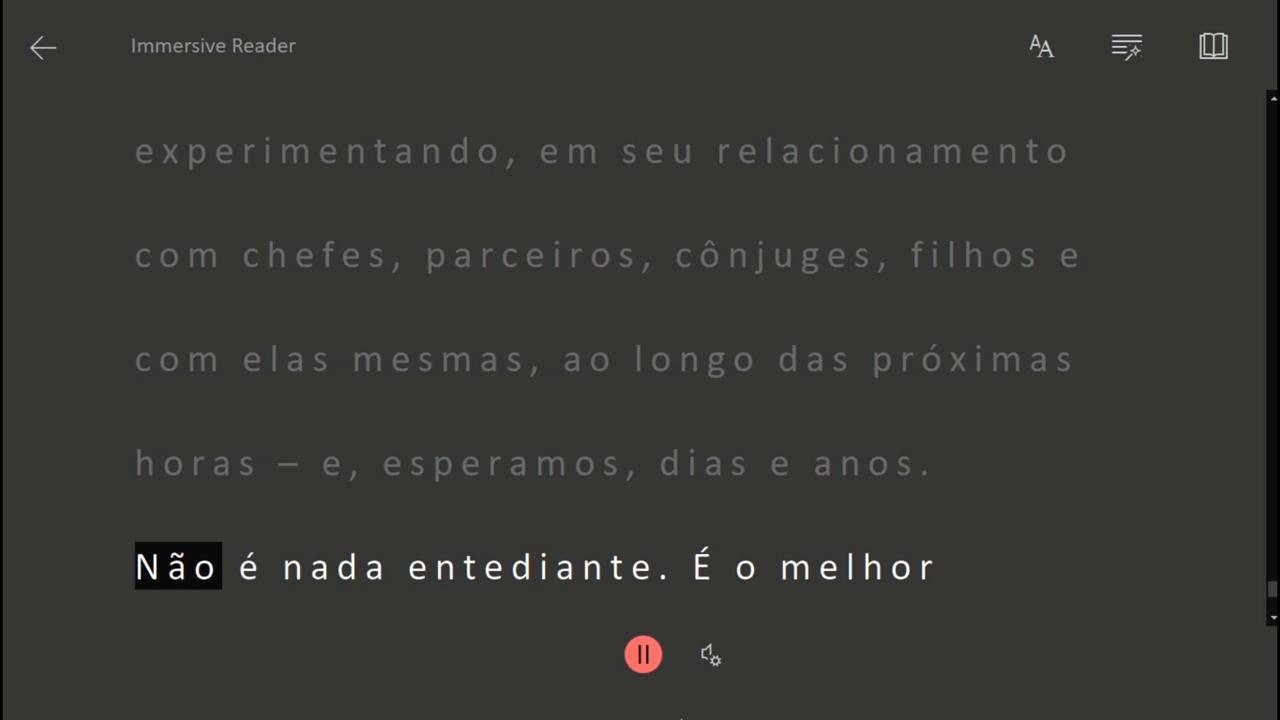 Immersive Reader
experimentando, em seu relacionamento
com chefes, parceiros, cônjuges, filhos e
com elas mesmas, ao longo das próximas
horas – e, esperamos, dias e anos.
Não é nada entediante. É o melhor